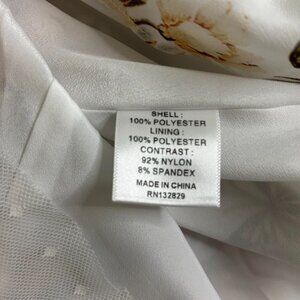 SHELL:
100% POLYESTER
LINING:
100% POLYESTER
CONTRAST:
92% NYLON
8% SPANDEX
MADE IN CHINA
RN132829